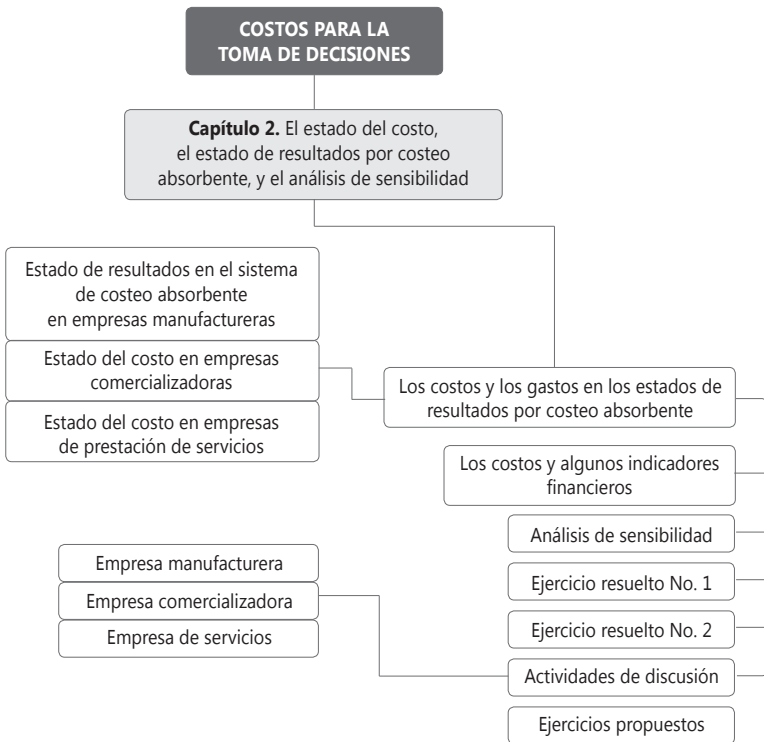 COSTOS PARA LA
TOMA DE DECISIONES
Capítulo 2. El estado del costo,
el estado de resultados por costeo
absorbente, y el análisis de sensibilidad
Estado de resultados en el sistema
de costeo absorbente
en empresas manufactureras
Estado del costo en empresas
comercializadoras
Estado del costo en empresas
de prestación de servicios
Los costos y los gastos en los estados de
resultados por costeo absorbente
Los costos y algunos indicadores
financieros
Análisis de sensibilidad
Ejercicio resuelto No. 1
Ejercicio resuelto No. 2
Empresa manufacturera
Empresa comercializadora
Empresa de servicios
Actividades de discusión
Ejercicios propuestos